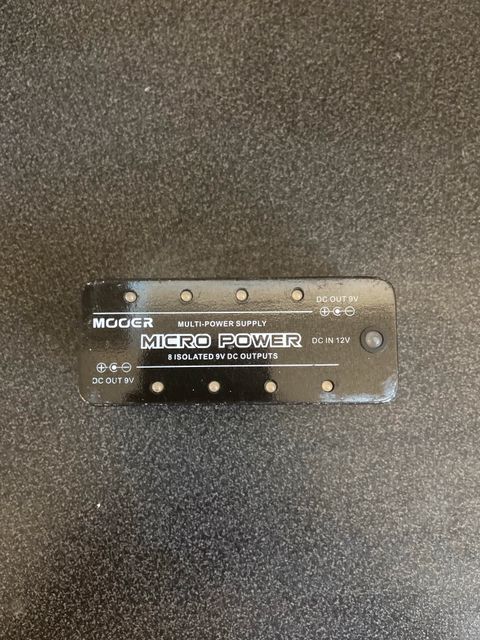 DC OUT 9V
MOOER
MULTI-POWER SUPPLY
MICRO POWER
DC IN 12V
8 ISOLATED 9V DC OUTPUTS
DC OUT 9V